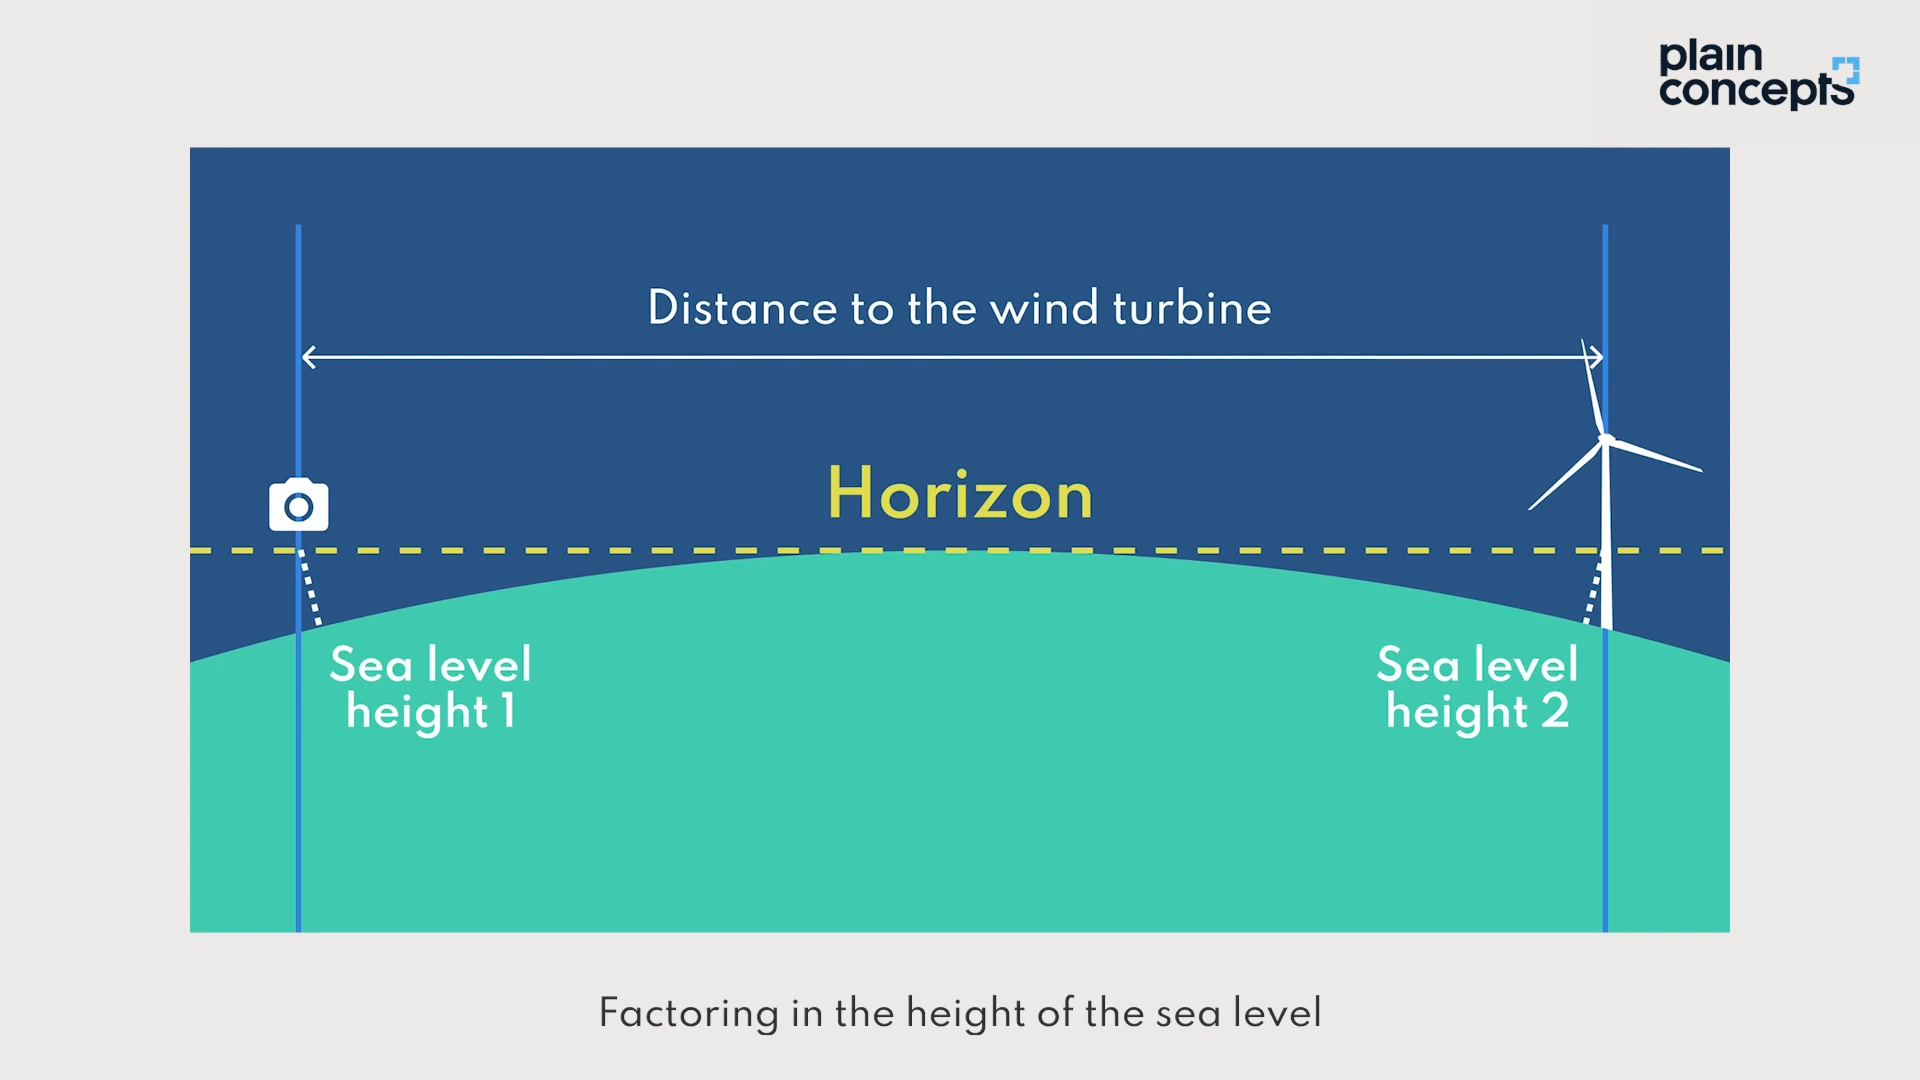 plain
concepts
Distance to the wind turbine
Horizon
Sea level
height 1
Sea level
height 2
Factoring in the height of the sea level